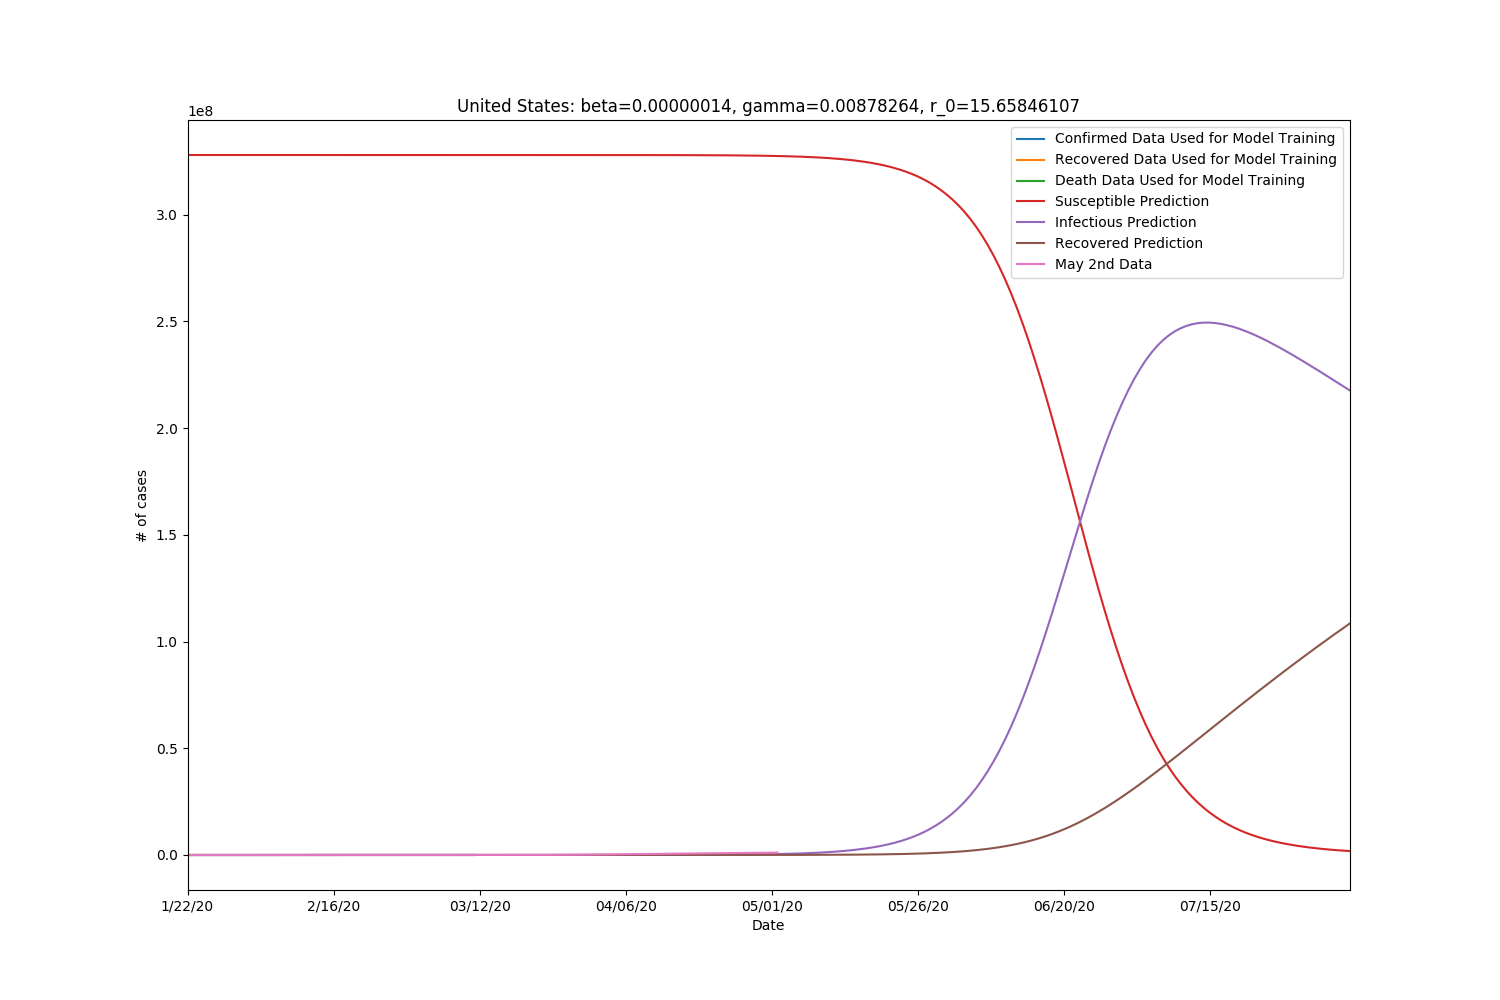 United States: beta=0.00000014, gamma=0.00878264, r_0=15.65846107
1e8
Confirmed Data Used for Model Training
Recovered Data Used for Model Training
Death Data Used for Model Training
Susceptible Prediction
Infectious Prediction
Recovered Prediction
May 2nd Data
3.0
2.5
2.0
1.5
1.0
0.5
0.0
# of cases
1/22/20 2/16/20 03/12/20 04/06/20 05/01/20 05/26/20 06/20/20 07/15/20
Date